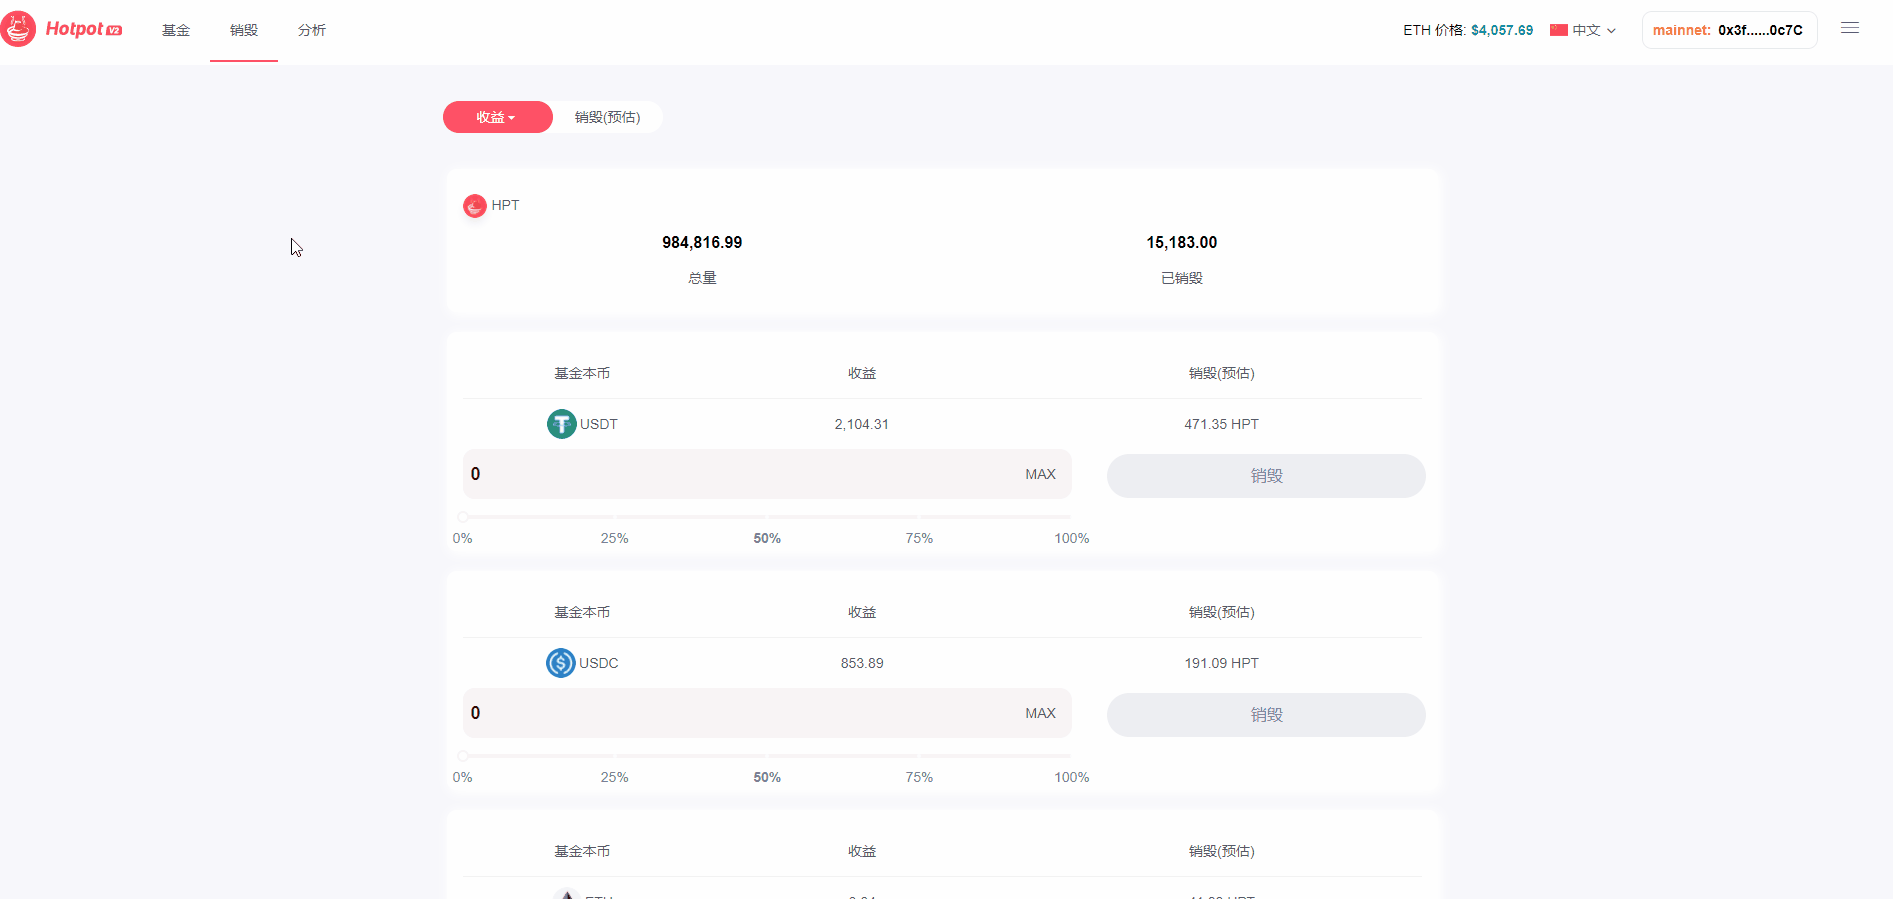 Hotpot V2 基金 销毁 分析 ETH 价格: $4,057.69 中文 mainnet: 0x3f......0c7C
收益 销毁(预估)
HPT
984,816.99 15,183.00
总量 已销毁
基金本币 收益 销毁(预估)
USDT 2,104.31 471.35 HPT
0 MAX 销毁
0% 25% 50% 75% 100%
基金本币 收益 销毁(预估)
USDC 853.89 191.09 HPT
0 MAX 销毁
0% 25% 50% 75% 100%
基金本币 收益 销毁(预估)
ETH